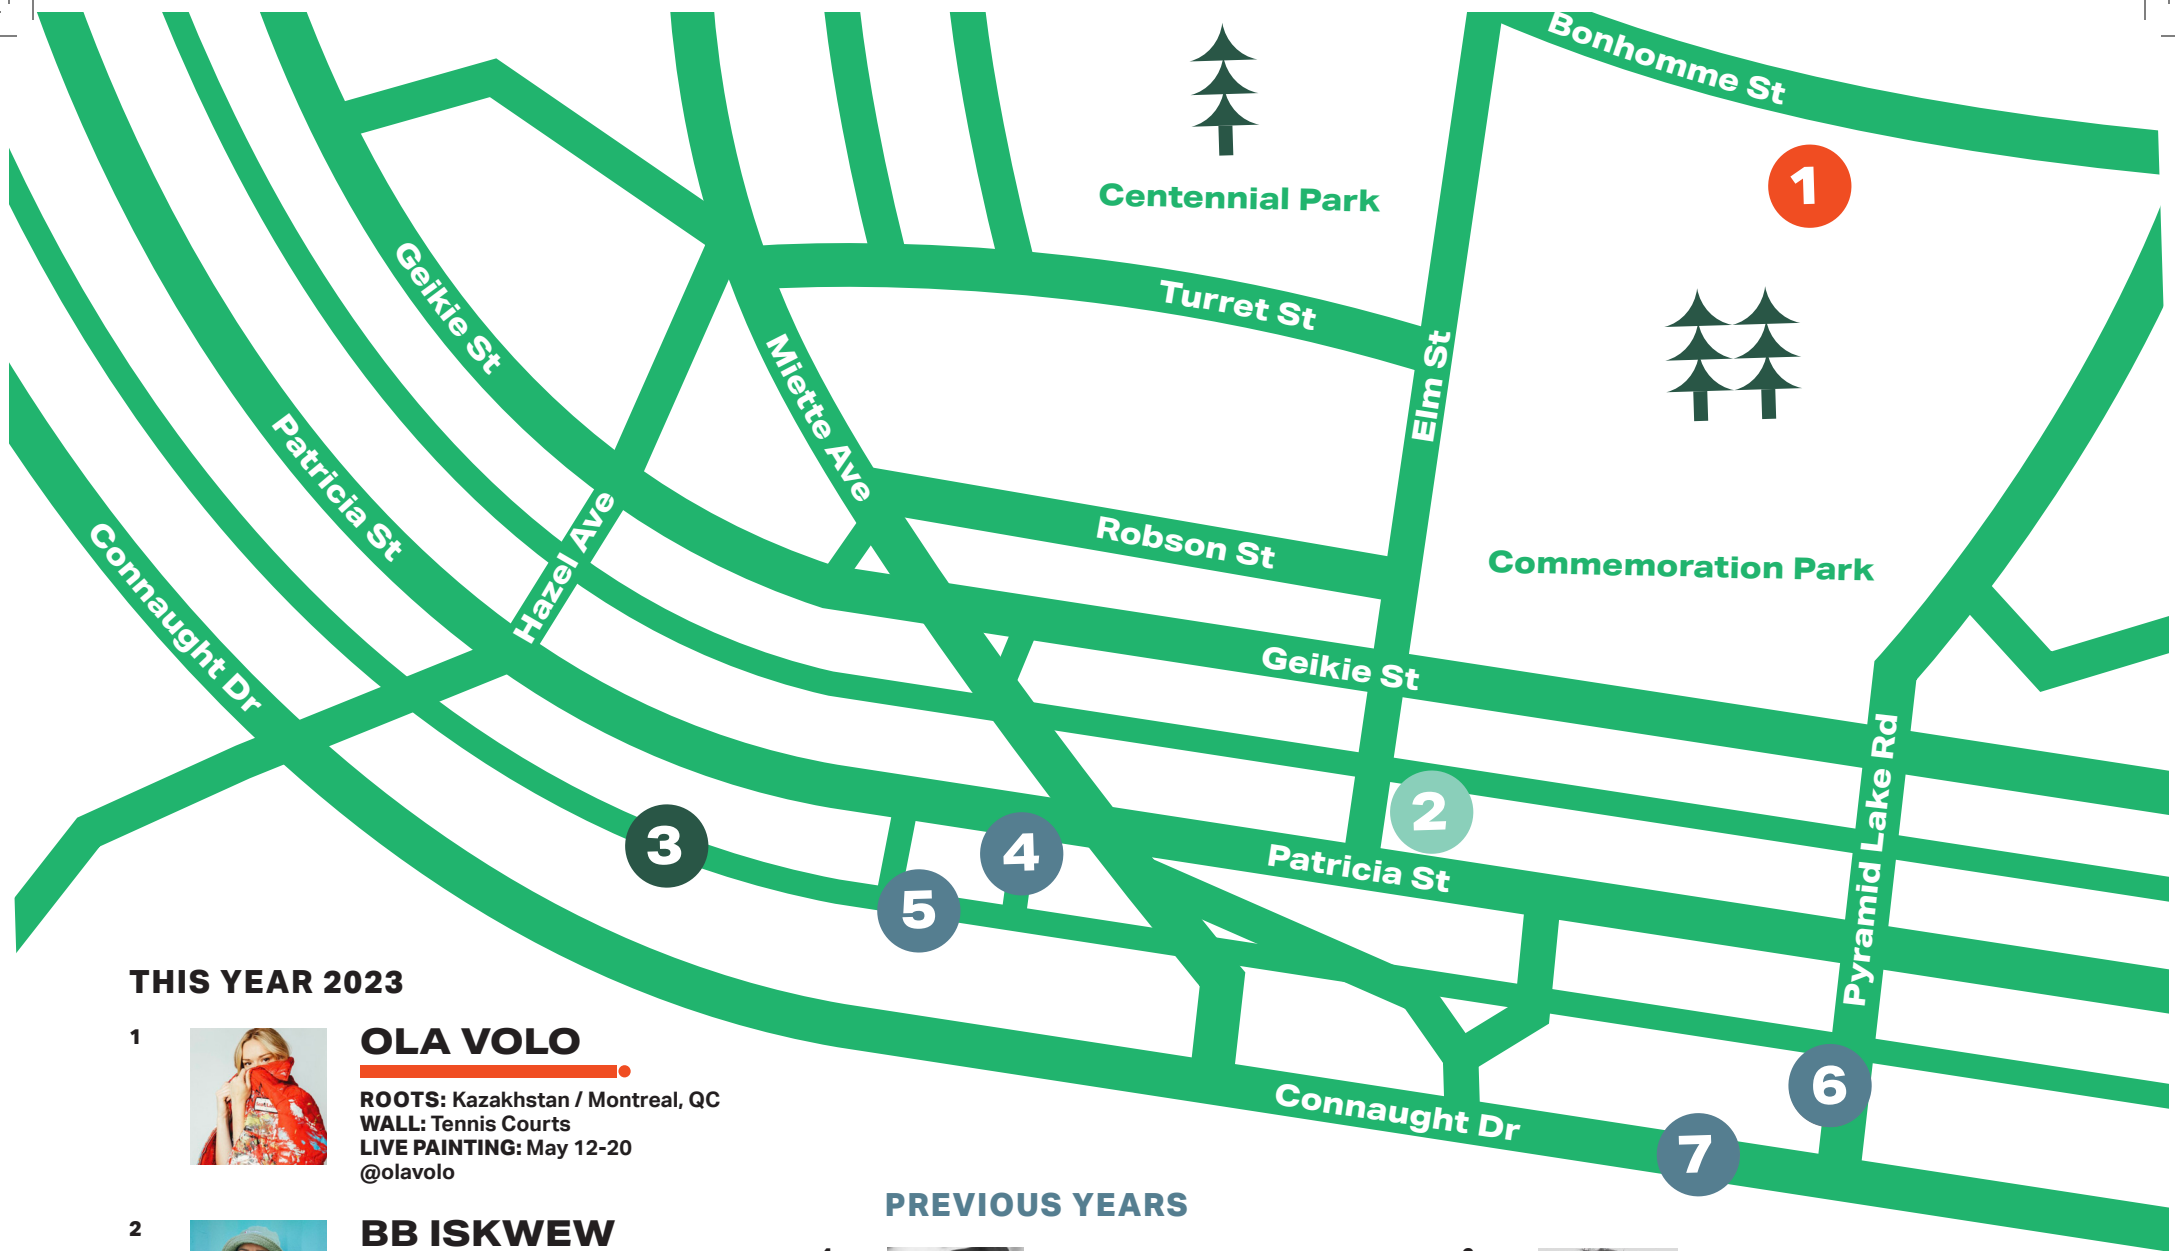 Bonhomme St
1
Centennial Park
Geikie St
Turret St
Miette Ave
Elm St
Patricia St
Hazel Ave
Robson St
Commemoration Park
Connaught Dr
Geikie St
Pyramid Lake Rd
2
3
4
Patricia St
5
6
Connaught Dr
7
THIS YEAR 2023
1
OLA VOLO
ROOTS: Kazakhstan / Montreal, QC
WALL: Tennis Courts
LIVE PAINTING: May 12-20
@olavolo
2
BB ISKWEW
PREVIOUS YEARS